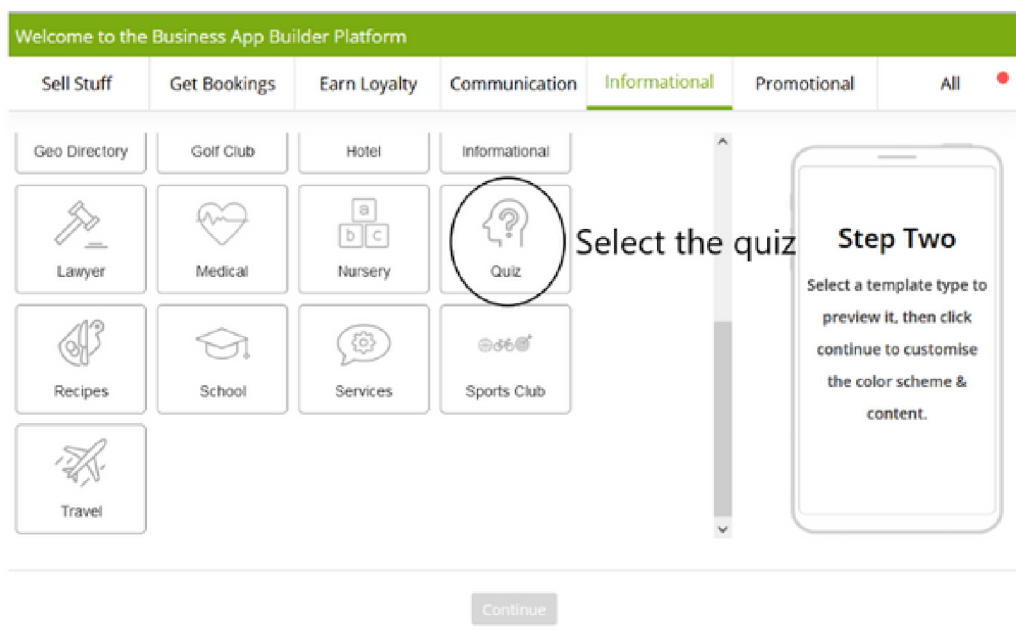 Welcome to the Business App Builder Platform
Sell Stuff Get Bookings Earn Loyalty Communication Informational Promotional All
Geo Directory Golf Club Hotel Informational
a
b c
Lawyer Medical Nursery Quiz
Select the quiz
Recipes School Services Sports Club
Travel
Step Two
Select a template type to
preview it, then click
continue to customise
the color scheme &
content.
Continue